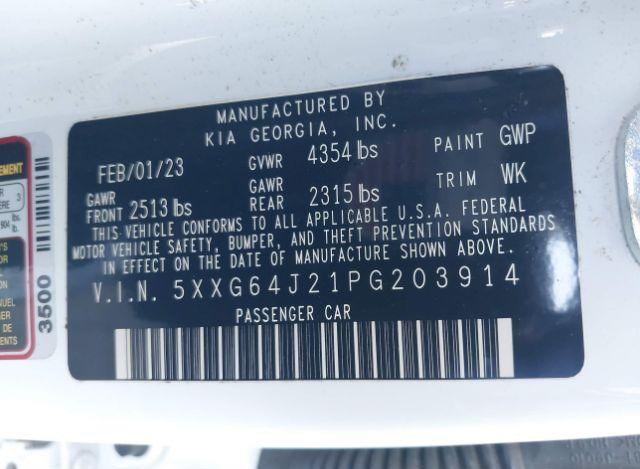 MANUFACTURED BY
KIA GEORGIA, INC.
FEB/01/23 GVWR 4354 lbs PAINT GWP
GAWR FRONT 2513 lbs GAWR REAR 2315 lbs TRIM WK
THIS VEHICLE CONFORMS TO ALL APPLICABLE U.S.A. FEDERAL
MOTOR VEHICLE SAFETY, BUMPER, AND THEFT PREVENTION STANDARDS
IN EFFECT ON THE DATE OF MANUFACTURE SHOWN ABOVE.
V.I.N. 5XXG64J21PG203914
PASSENGER CAR
3500